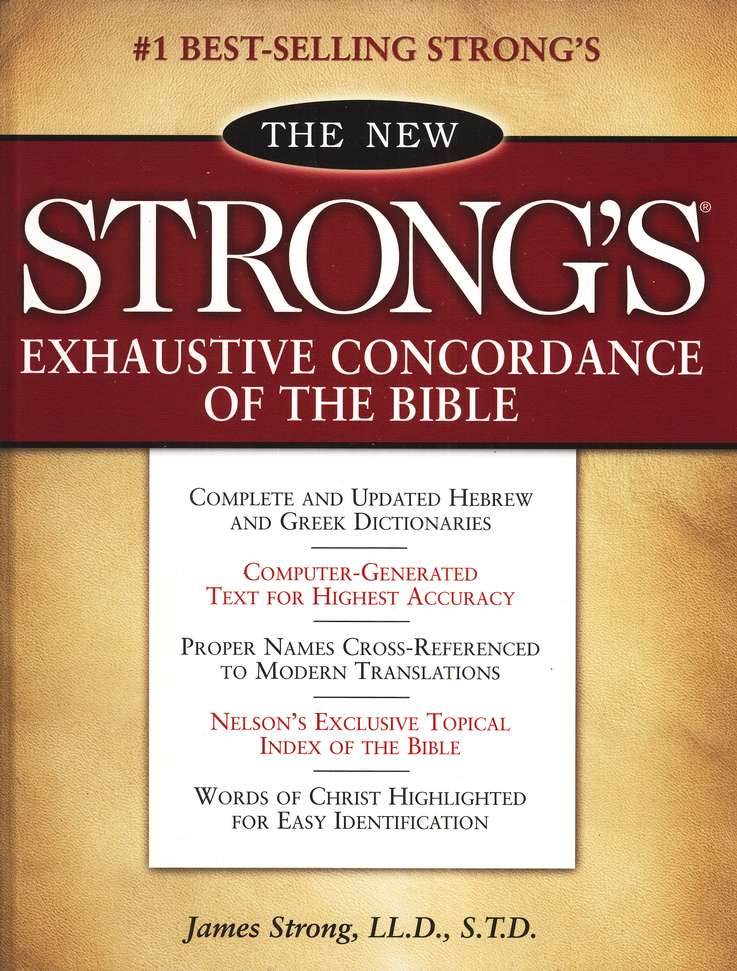 #1 BEST-SELLING STRONG'S
THE NEW
STRONG'S®
EXHAUSTIVE CONCORDANCE
OF THE BIBLE
COMPLETE AND UPDATED HEBREW
AND GREEK DICTIONARIES
COMPUTER-GENERATED
TEXT FOR HIGHEST ACCURACY
PROPER NAMES CROSS-REFERENCED
TO MODERN TRANSLATIONS
NELSON'S EXCLUSIVE TOPICAL
INDEX OF THE BIBLE
WORDS OF CHRIST HIGHLIGHTED
FOR EASY IDENTIFICATION
James Strong, LL.D., S.T.D.